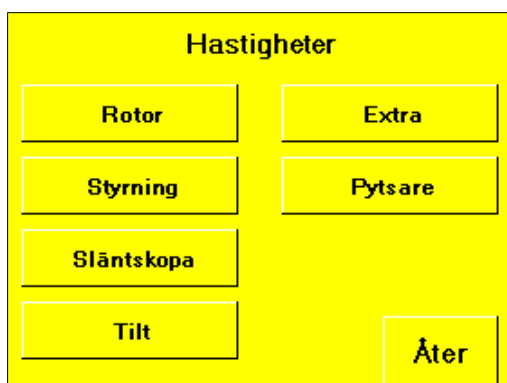 Hastigheter
Rotor
Extra
Styrning
Pytsare
Släntskopa
Tilt
Åter